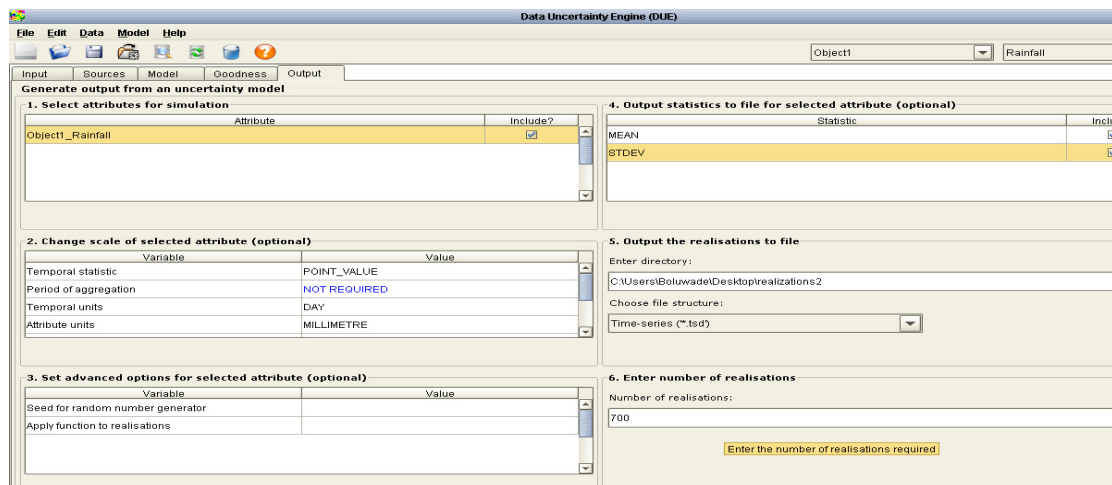 Data Uncertainty Engine (DUE)
File Edit Data Model Help
Object1 Rainfall
Input Sources Model Goodness Output
Generate output from an uncertainty model
1. Select attributes for simulation
Attribute Include?
Object1_Rainfall
2. Change scale of selected attribute (optional)
Variable Value
Temporal statistic POINT_VALUE
Period of aggregation NOT REQUIRED
Temporal units DAY
Attribute units MILLIMETRE
3. Set advanced options for selected attribute (optional)
Variable Value
Seed for random number generator
Apply function to realisations
4. Output statistics to file for selected attribute (optional)
Statistic Inclu
MEAN
STDEV
5. Output the realisations to file
Enter directory:
C:\Users\Boluwade\Desktop\realizations2
Choose file structure:
Time-series ('*.tsd')
6. Enter number of realisations
Number of realisations:
700
Enter the number of realisations required